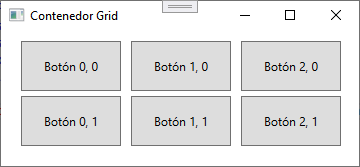 Contenedor Grid
Botón 0, 0 Botón 1, 0 Botón 2, 0
Botón 0, 1 Botón 1, 1 Botón 2, 1